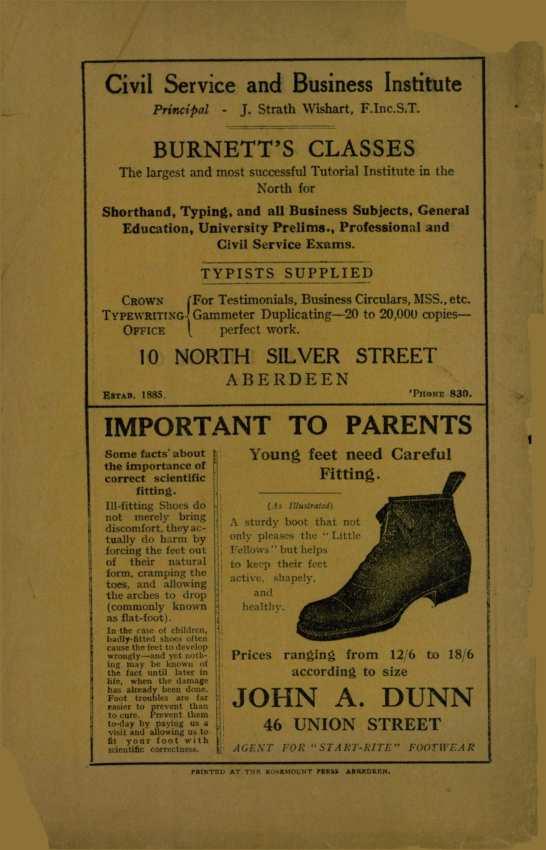 Civil Service and Business Institute
Principal - J. Strath Wishart, F.Inc.S.T.
BURNETT'S CLASSES
The largest and most successful Tutorial Institute in the
North for
Shorthand, Typing, and all Business Subjects, General
Education, University Prelims., Professional and
Civil Service Exams.
TYPISTS SUPPLIED
CROWN
TYPEWRITING
OFFICE
For Testimonials, Business Circulars, MSS., etc.
Gammeter Duplicating—20 to 20,000 copies—
perfect work.
10 NORTH SILVER STREET
ABERDEEN
ESTAB. 1885.
'PHONE 830.
IMPORTANT TO PARENTS
Some facts about
the importance of
correct scientific
fitting.
Ill-fitting Shoes do
not merely bring
discomfort, they ac-
tually do harm by
forcing the feet out
of their natural
form, cramping the
toes, and allowing
the arches to drop
(commonly known
as flat-foot).
In the case of children,
badly-fitted shoes often
cause the feet to develop
wrongly—and yet noth-
ing may be known of
the fact until later in
life, when the damage
has already been done.
Foot troubles are far
easier to prevent than
to cure. Prevent them
to-day by paying us a
visit and allowing us to
fit your foot with
scientific correctness.
Young feet need Careful
Fitting.
(As Illustrated)
A sturdy boot that not
only pleases the "Little
Fellows" but helps
to keep their feet
active, shapely,
and
healthy.
Prices ranging from 12/6 to 18/6
according to size
JOHN A. DUNN
46 UNION STREET
AGENT FOR "START-RITE" FOOTWEAR
PRINTED AT THE ROSEMOUNT PRESS ABERDEEN.